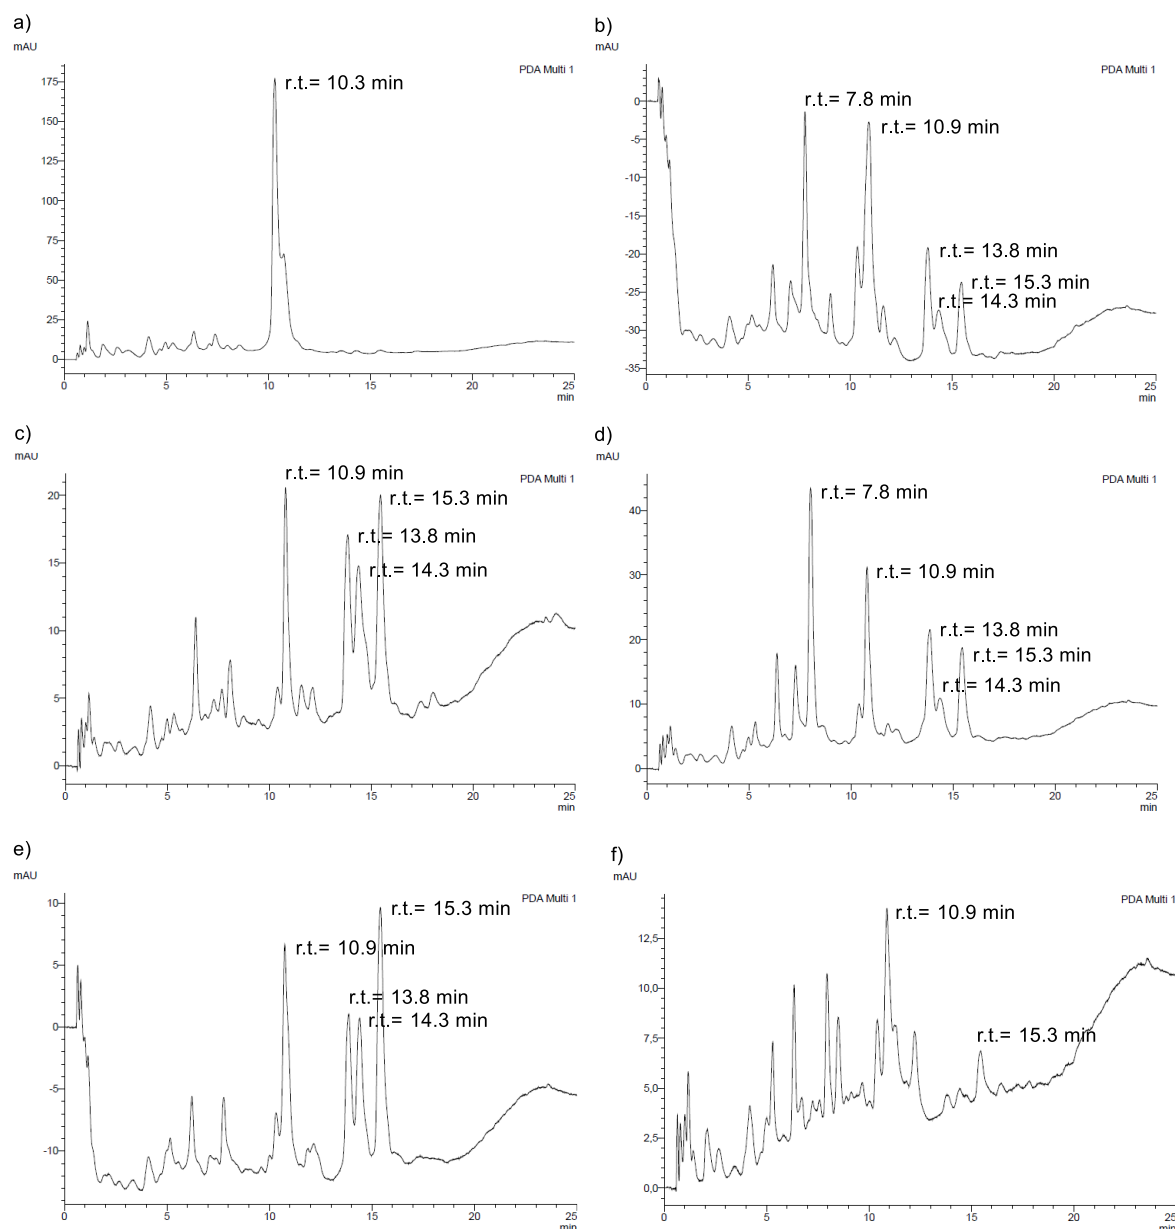 a)
mAU
PDA Multi 1
r.t.= 10.3 min
175
150
125
100
75
50
25
0
0 5 10 15 20 25
min
b)
mAU
PDA Multi 1
r.t.= 7.8 min
r.t.= 10.9 min
r.t.= 13.8 min
r.t.= 15.3 min
r.t.= 14.3 min
0
-5
-10
-15
-20
-25
-30
-35
0 5 10 15 20 25
min
c)
mAU
PDA Multi 1
r.t.= 10.9 min
r.t.= 15.3 min
r.t.= 13.8 min
r.t.= 14.3 min
20
15
10
5
0
0 5 10 15 20 25
min
d)
mAU
PDA Multi 1
r.t.= 7.8 min
r.t.= 10.9 min
r.t.= 13.8 min
r.t.= 15.3 min
r.t.= 14.3 min
40
30
20
10
0
0 5 10 15 20 25
min
e)
mAU
PDA Multi 1
r.t.= 15.3 min
r.t.= 10.9 min
r.t.= 13.8 min
r.t.= 14.3 min
10
5
0
-5
-10
0 5 10 15 20 25
min
f)
mAU
PDA Multi 1
r.t.= 10.9 min
r.t.= 15.3 min
12,5
10,0
7,5
5,0
2,5
0,0
0 5 10 15 20 25
min